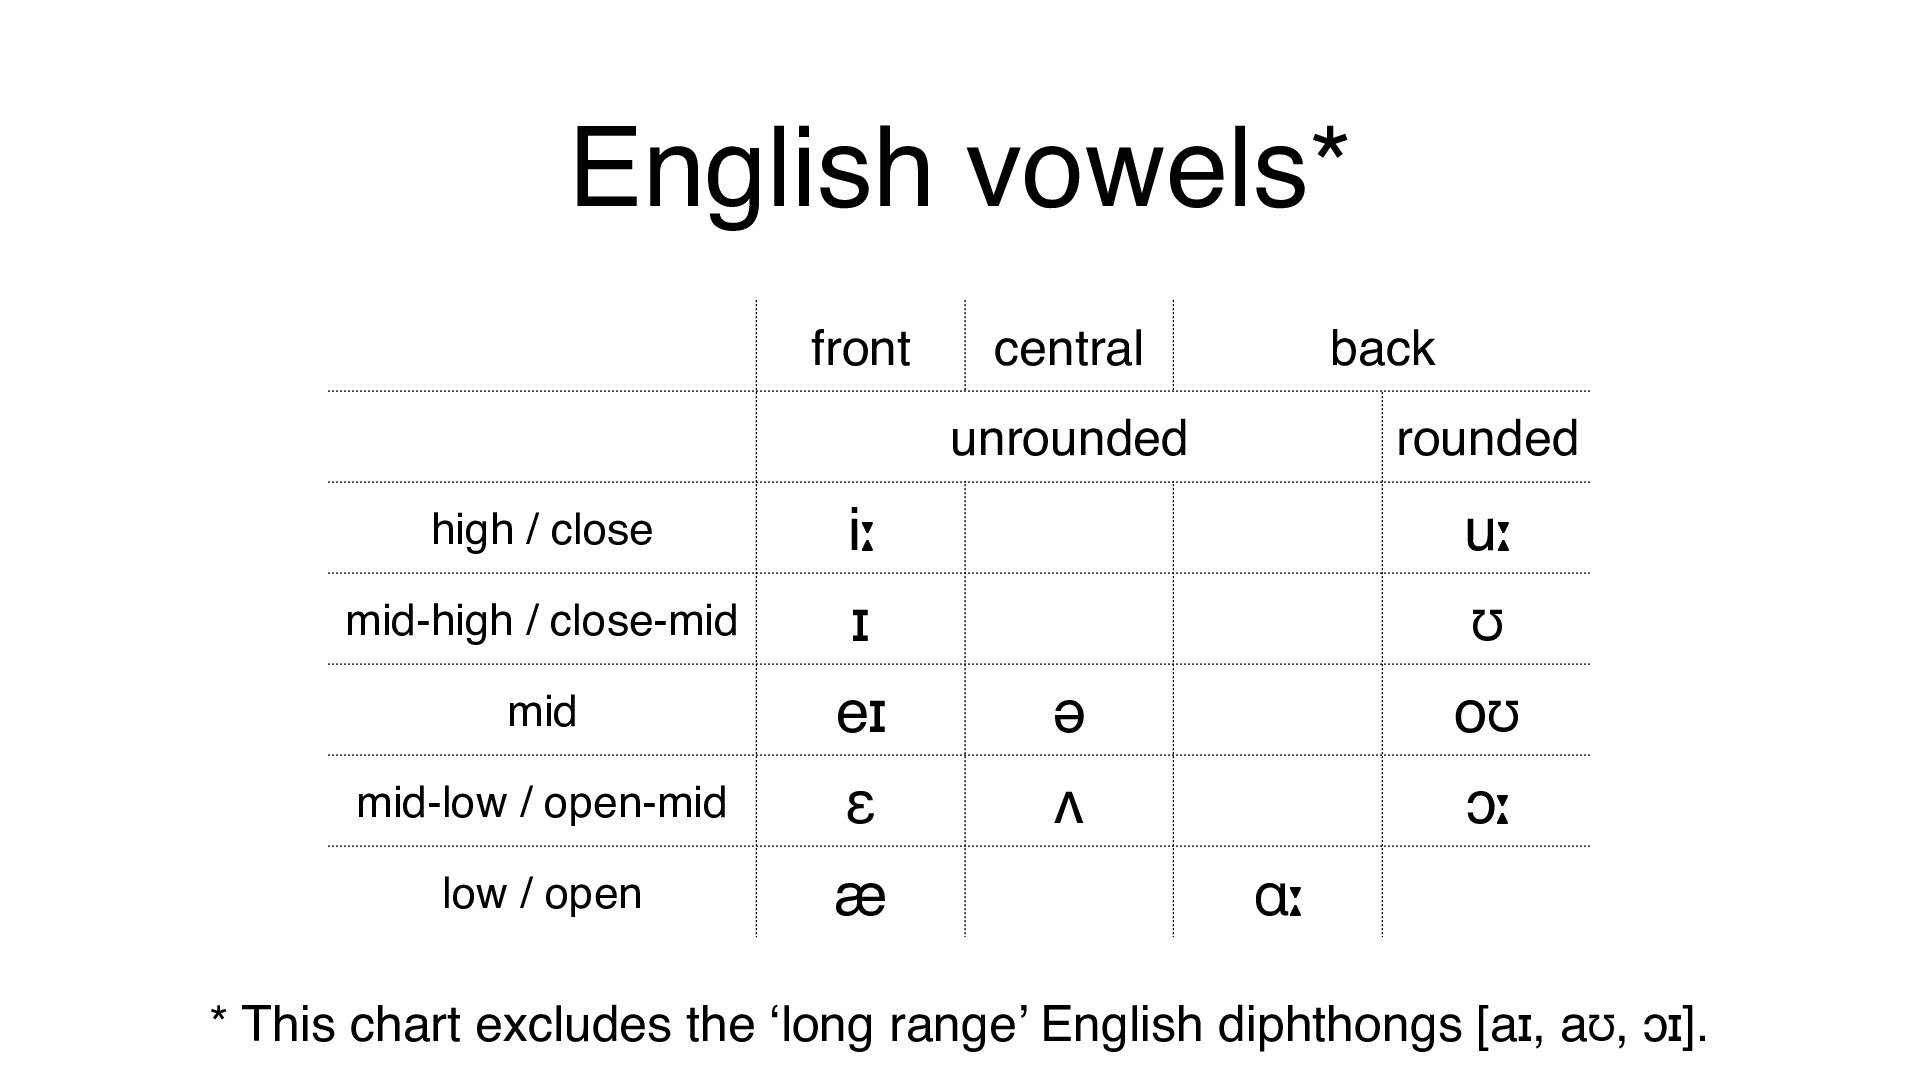 English vowels*
front central back
unrounded rounded
high / close iː uː
mid-high / close-mid ɪ ʊ
mid eɪ ə oʊ
mid-low / open-mid ɛ ʌ ɔː
low / open æ ɑː
* This chart excludes the ‘long range’ English diphthongs [aɪ, aʊ, ɔɪ].